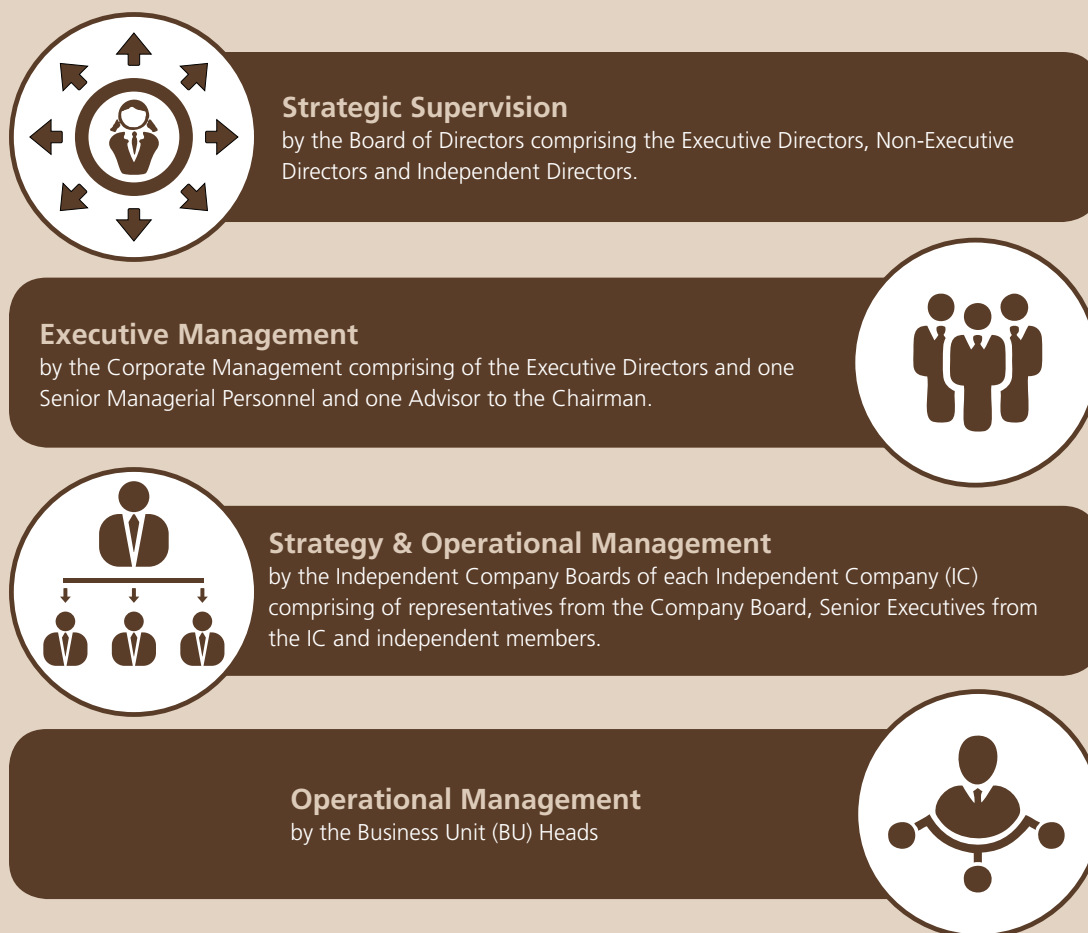 Strategic Supervision
by the Board of Directors comprising the Executive Directors, Non-Executive
Directors and Independent Directors.
Executive Management
by the Corporate Management comprising of the Executive Directors and one
Senior Managerial Personnel and one Advisor to the Chairman.
Strategy & Operational Management
by the Independent Company Boards of each Independent Company (IC)
comprising of representatives from the Company Board, Senior Executives from
the IC and independent members.
Operational Management
by the Business Unit (BU) Heads